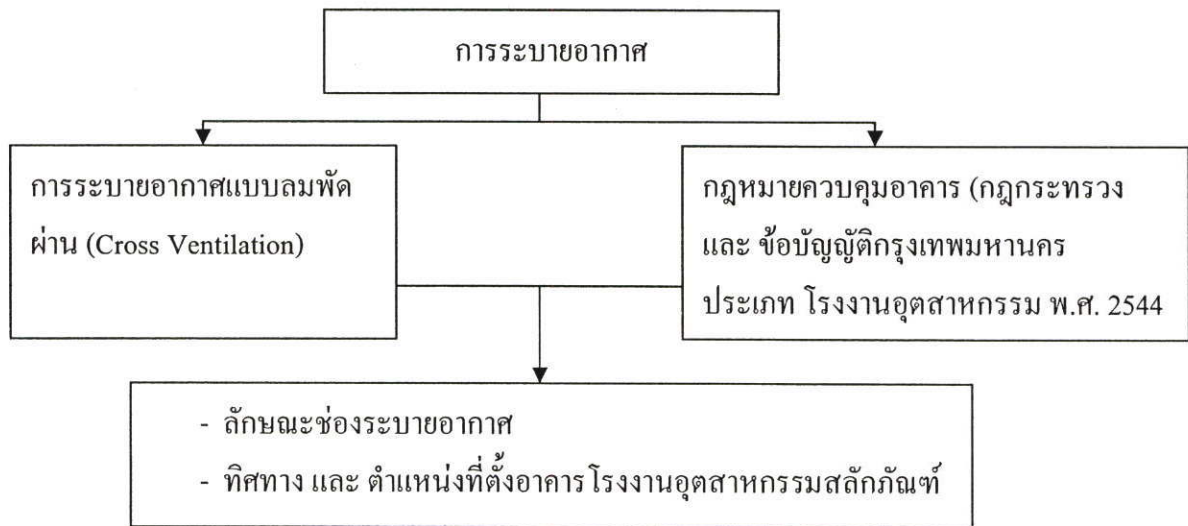 การระบายอากาศ
การระบายอากาศแบบลมพัด
ผ่าน (Cross Ventilation)
กฎหมายควบคุมอาคาร (กฎกระทรวง
และ ข้อบัญญัติกรุงเทพมหานคร
ประเภท โรงงานอุตสาหกรรม พ.ศ. 2544
- ลักษณะช่องระบายอากาศ
- ทิศทาง และ ตำแหน่งที่ตั้งอาคารโรงงานอุตสาหกรรมสลักภัณฑ์